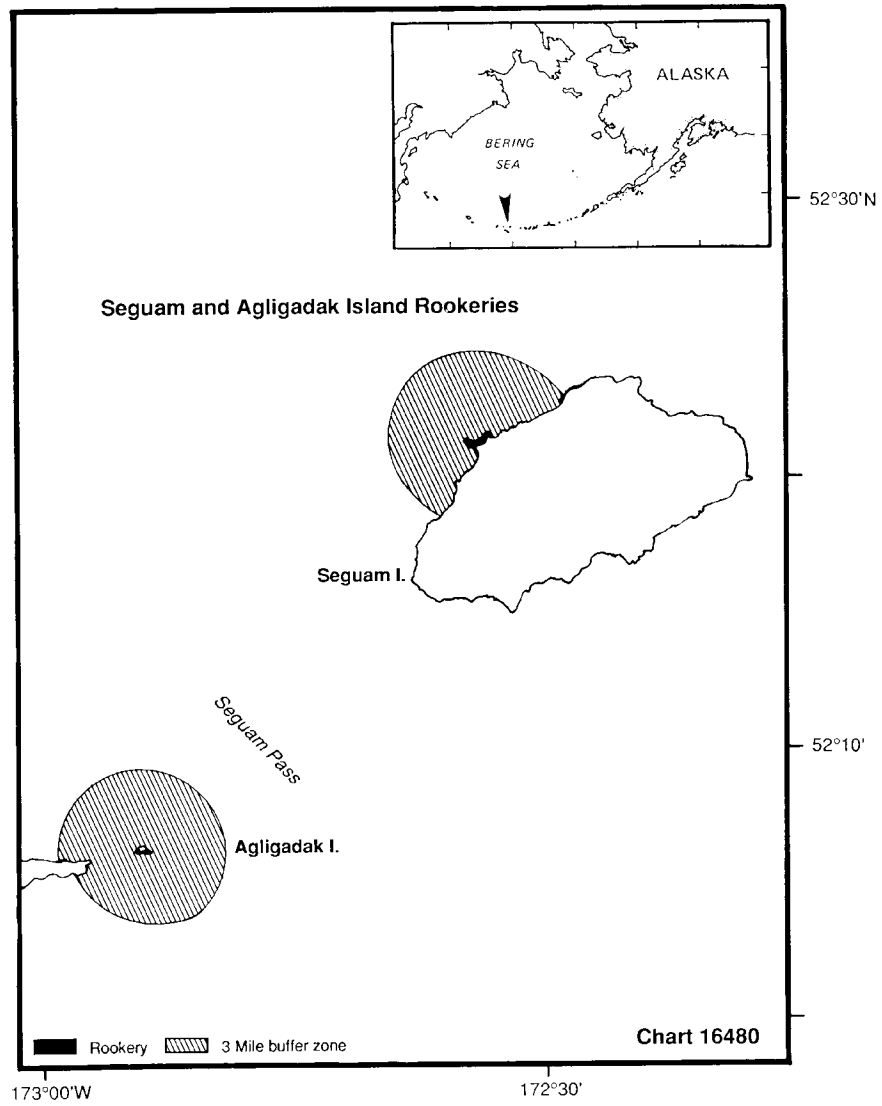 ALASKA
BERING
SEA
52°30'N
Seguam and Agligadak Island Rookeries
Seguam I.
Seguam Pass
52°10'
Agligadak I.
Rookery
3 Mile buffer zone
Chart 16480
173°00'W
172°30'